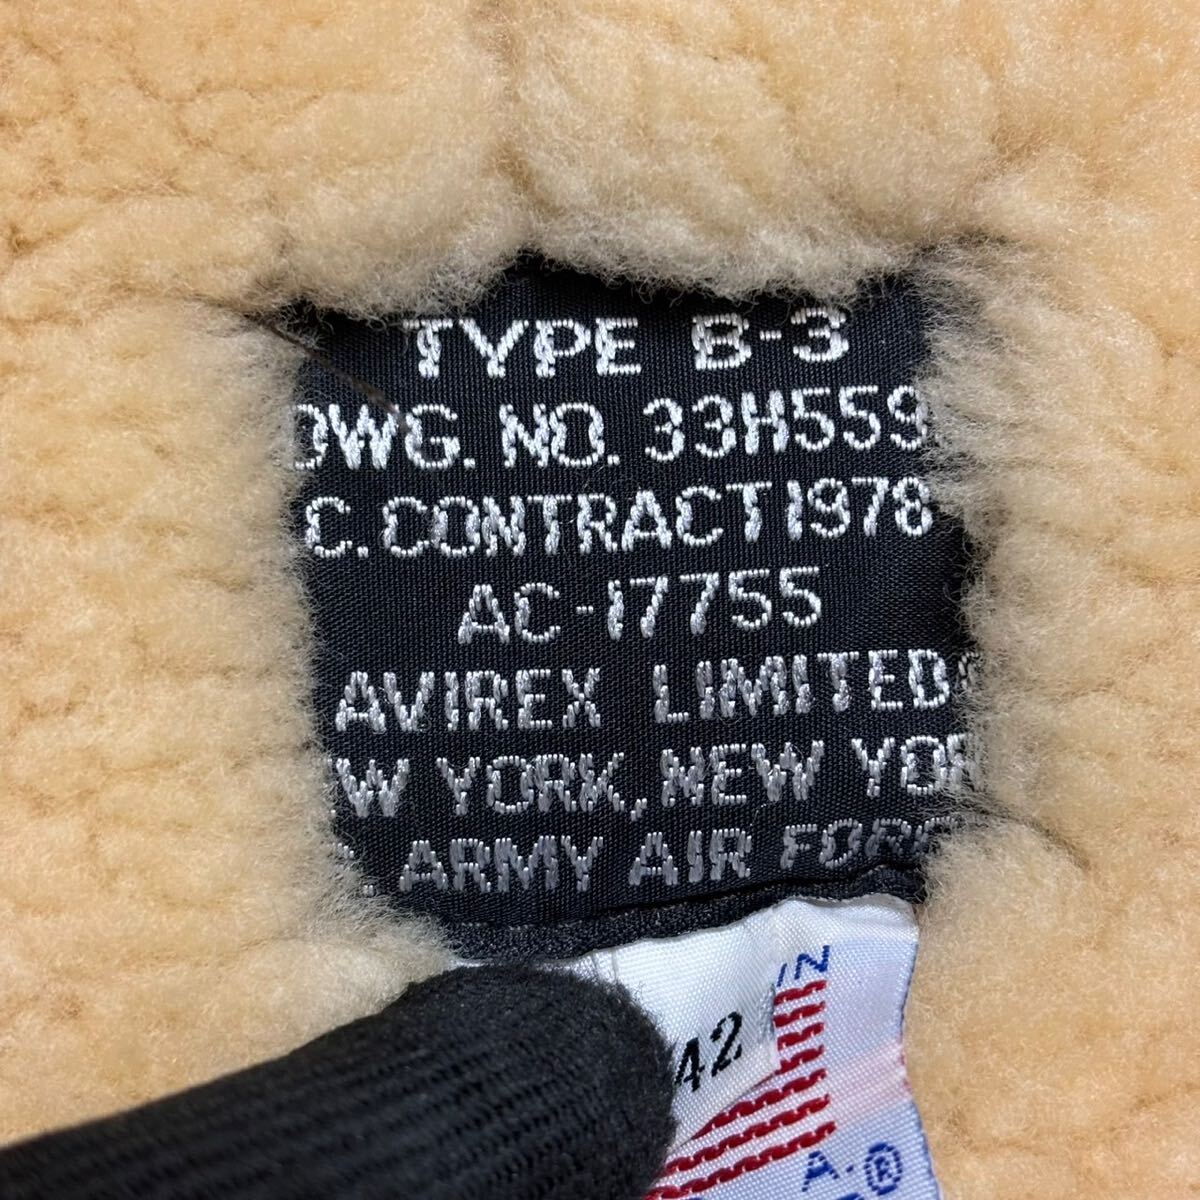 TYPE B-3
DWG. NO. 33H559
C. CONTRACT 1978
AC-17755
AVIREX LIMITED
W YORK, NEW YOR
ARMY AIR FOR
42
A.
®